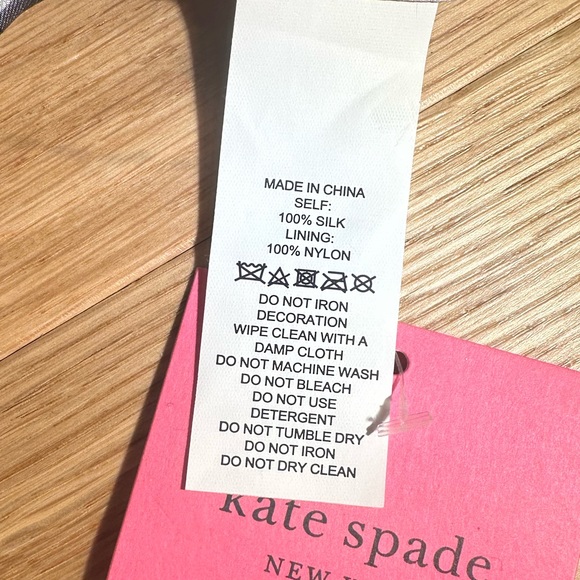 MADE IN CHINA
SELF:
100% SILK
LINING:
100% NYLON
DO NOT IRON
DECORATION
WIPE CLEAN WITH A
DAMP CLOTH
DO NOT MACHINE WASH
DO NOT BLEACH
DO NOT USE
DETERGENT
DO NOT TUMBLE DRY
DO NOT IRON
DO NOT DRY CLEAN
kate spade
NEW